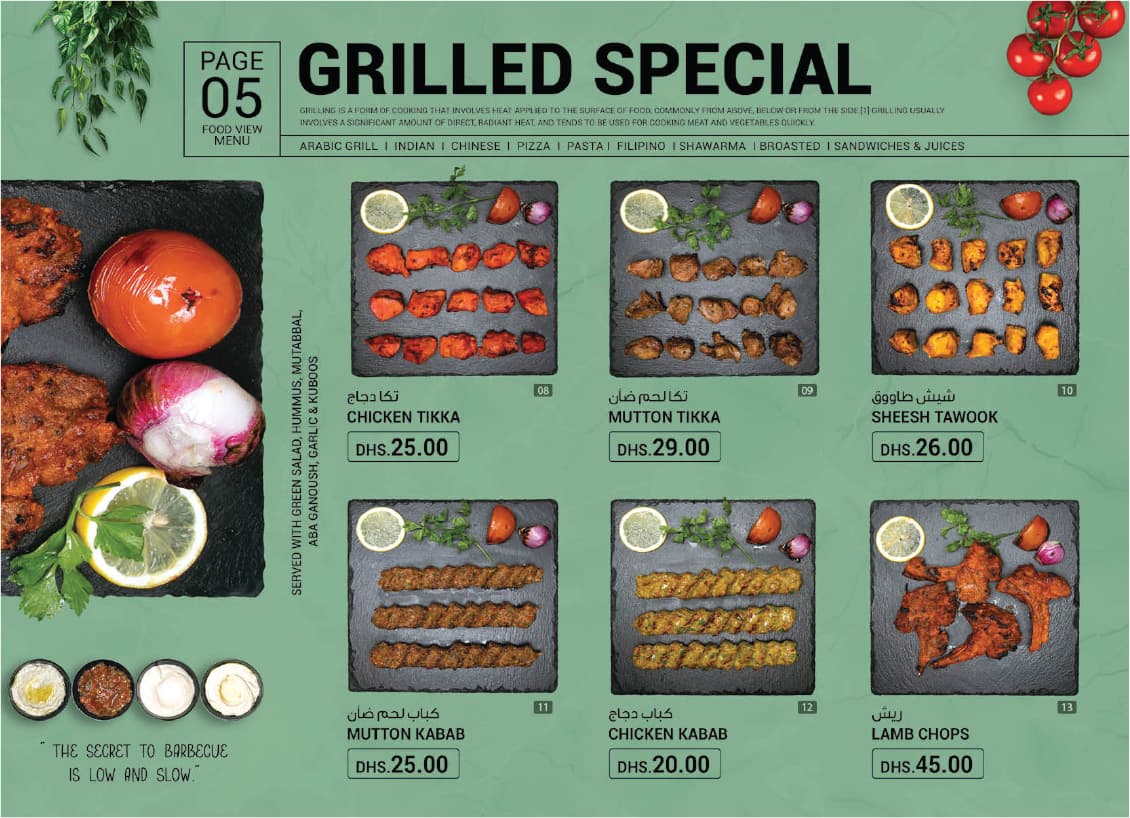 PAGE
05
FOOD VIEW
MENU
GRILLED SPECIAL
GRILLING IS A FORM OF COOKING THAT INVOLVES HEAT APPLIED TO THE SURFACE OF FOOD, COMMONLY FROM ABOVE, BELOW OR FROM THE SIDE.[1] GRILLING USUALLY
INVOLVES A SIGNIFICANT AMOUNT OF DIRECT, RADIANT HEAT, AND TENDS TO BE USED FOR COOKING MEAT AND VEGETABLES QUICKLY.
ARABIC GRILL I INDIAN I CHINESE I PIZZA I PASTA I FILIPINO I SHAWARMA I BROASTED I SANDWICHES & JUICES
SERVED WITH GREEN SALAD, HUMMUS, MUTABBAL,
ABA GANOUSH, GARLIC & KUBOOS
08
تكا دجاج
CHICKEN TIKKA
DHS.25.00
09
تكا لحم ضأن
MUTTON TIKKA
DHS.29.00
10
شيش طاووق
SHEESH TAWOOK
DHS.26.00
11
كباب لحم ضأن
MUTTON KABAB
DHS.25.00
12
كباب دجاج
CHICKEN KABAB
DHS.20.00
13
ريش
LAMB CHOPS
DHS.45.00
" THE SECRET TO BARBECUE
IS LOW AND SLOW."